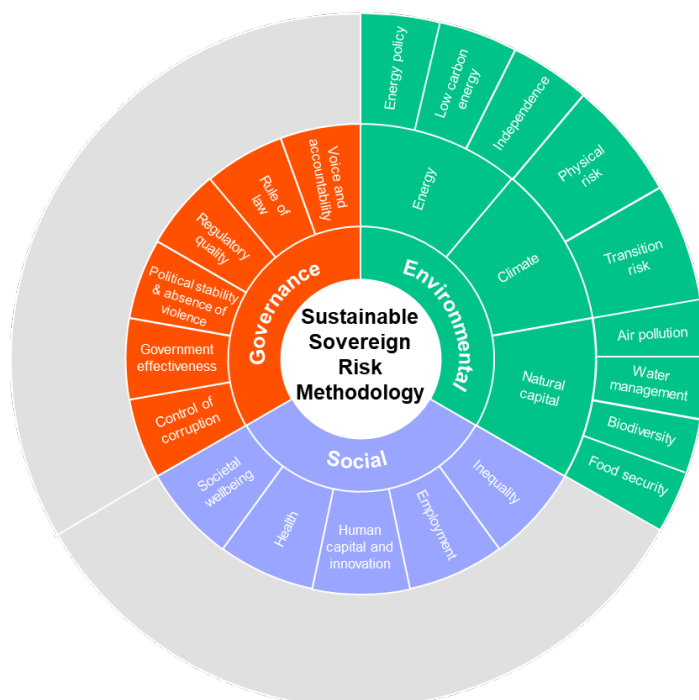 Sustainable
Sovereign
Risk
Methodology
Environmental
Energy
Energy policy
Low carbon
energy
Independence
Climate
Physical
risk
Transition
risk
Natural
capital
Air pollution
Water
management
Biodiversity
Food security
Social
Inequality
Employment
Human
capital and
innovation
Health
Societal
wellbeing
Governance
Control of
corruption
Government
effectiveness
Political stability
& absence of
violence
Regulatory
quality
Rule of
law
Voice and
accountability